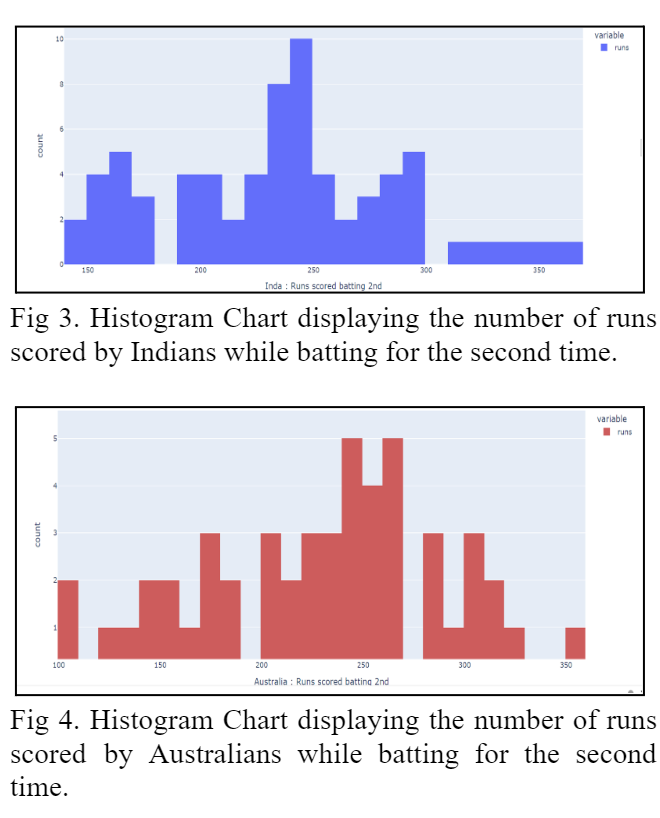 variable
runs
10
8
6
4
2
0
count
150
200
250
300
350
Inda : Runs scored batting 2nd
Fig 3. Histogram Chart displaying the number of runs
scored by Indians while batting for the second time.
variable
runs
5
4
3
2
1
count
100
150
200
250
300
350
Australia : Runs scored batting 2nd
Fig 4. Histogram Chart displaying the number of runs
scored by Australians while batting for the second
time.